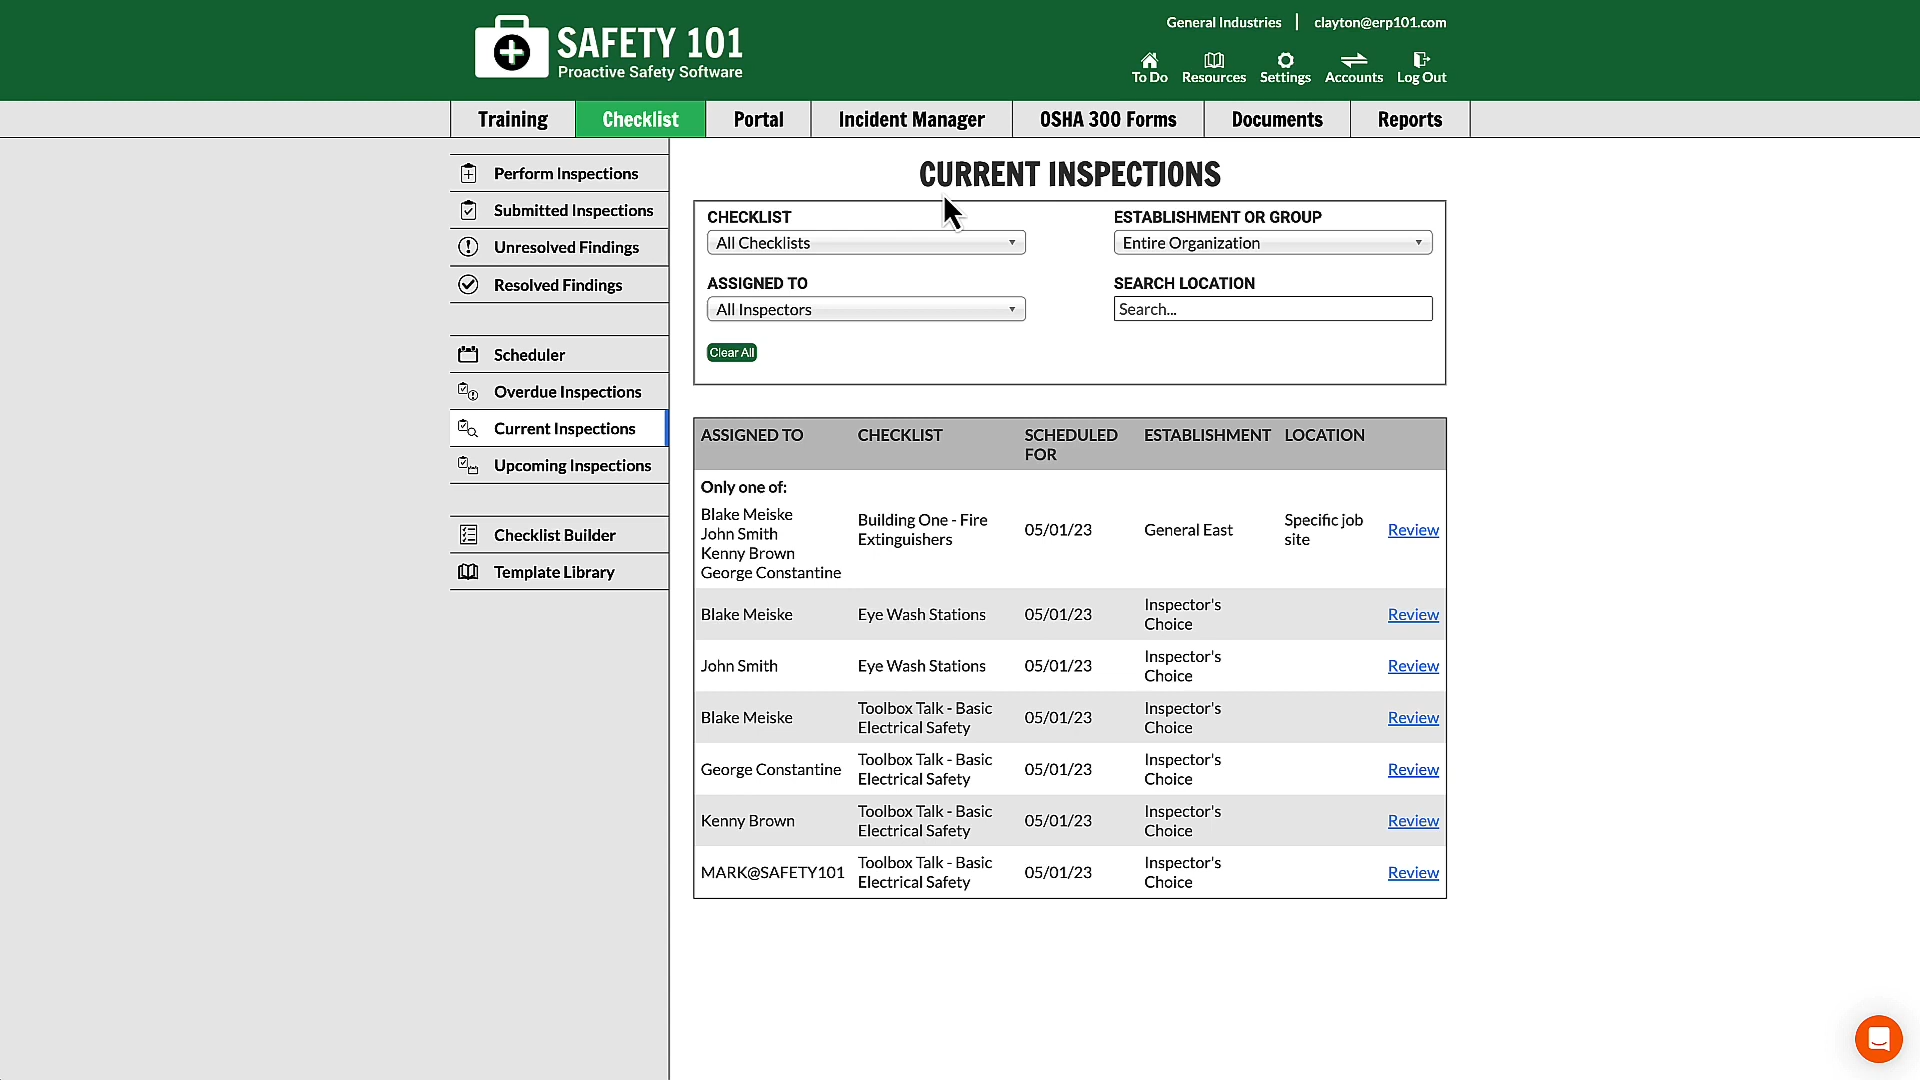 SAFETY 101
Proactive Safety Software
General Industries
clayton@erp101.com
To Do
Resources
Settings
Accounts
Log Out
Training
Checklist
Portal
Incident Manager
OSHA 300 Forms
Documents
Reports
Perform Inspections
Submitted Inspections
Unresolved Findings
Resolved Findings
Scheduler
Overdue Inspections
Current Inspections
Upcoming Inspections
Checklist Builder
Template Library
CURRENT INSPECTIONS
CHECKLIST
All Checklists
ESTABLISHMENT OR GROUP
Entire Organization
ASSIGNED TO
All Inspectors
SEARCH LOCATION
Search...
Clear All
ASSIGNED TO
CHECKLIST
SCHEDULED
FOR
ESTABLISHMENT
LOCATION
Only one of:
Blake Meiske
John Smith
Kenny Brown
George Constantine
Building One - Fire
Extinguishers
05/01/23
General East
Specific job
site
Review
Blake Meiske
Eye Wash Stations
05/01/23
Inspector's
Choice
Review
John Smith
Eye Wash Stations
05/01/23
Inspector's
Choice
Review
Blake Meiske
Toolbox Talk - Basic
Electrical Safety
05/01/23
Inspector's
Choice
Review
George Constantine
Toolbox Talk - Basic
Electrical Safety
05/01/23
Inspector's
Choice
Review
Kenny Brown
Toolbox Talk - Basic
Electrical Safety
05/01/23
Inspector's
Choice
Review
MARK@SAFETY101
Toolbox Talk - Basic
Electrical Safety
05/01/23
Inspector's
Choice
Review